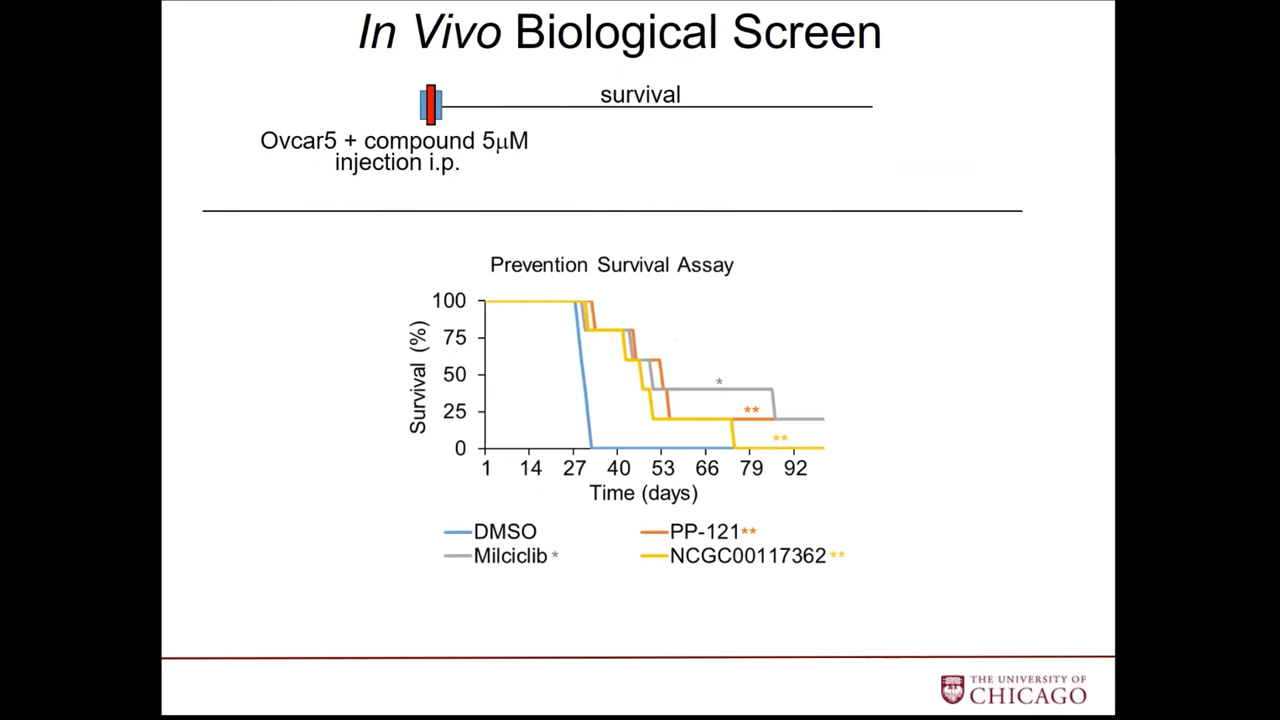 In Vivo Biological Screen
survival
Ovcar5 + compound 5μM
injection i.p.
Prevention Survival Assay
100
75
50
25
0
Survival (%)
*
**
**
1 14 27 40 53 66 79 92
Time (days)
DMSO PP-121**
Milciclib * NCGC00117362 **
THE UNIVERSITY OF
CHICAGO